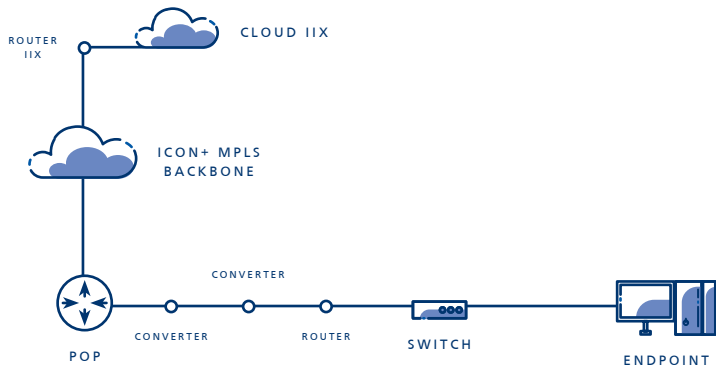 CLOUD IIX
ROUTER
IIX
ICON+ MPLS
BACKBONE
CONVERTER
CONVERTER
ROUTER
SWITCH
POP
ENDPOINT